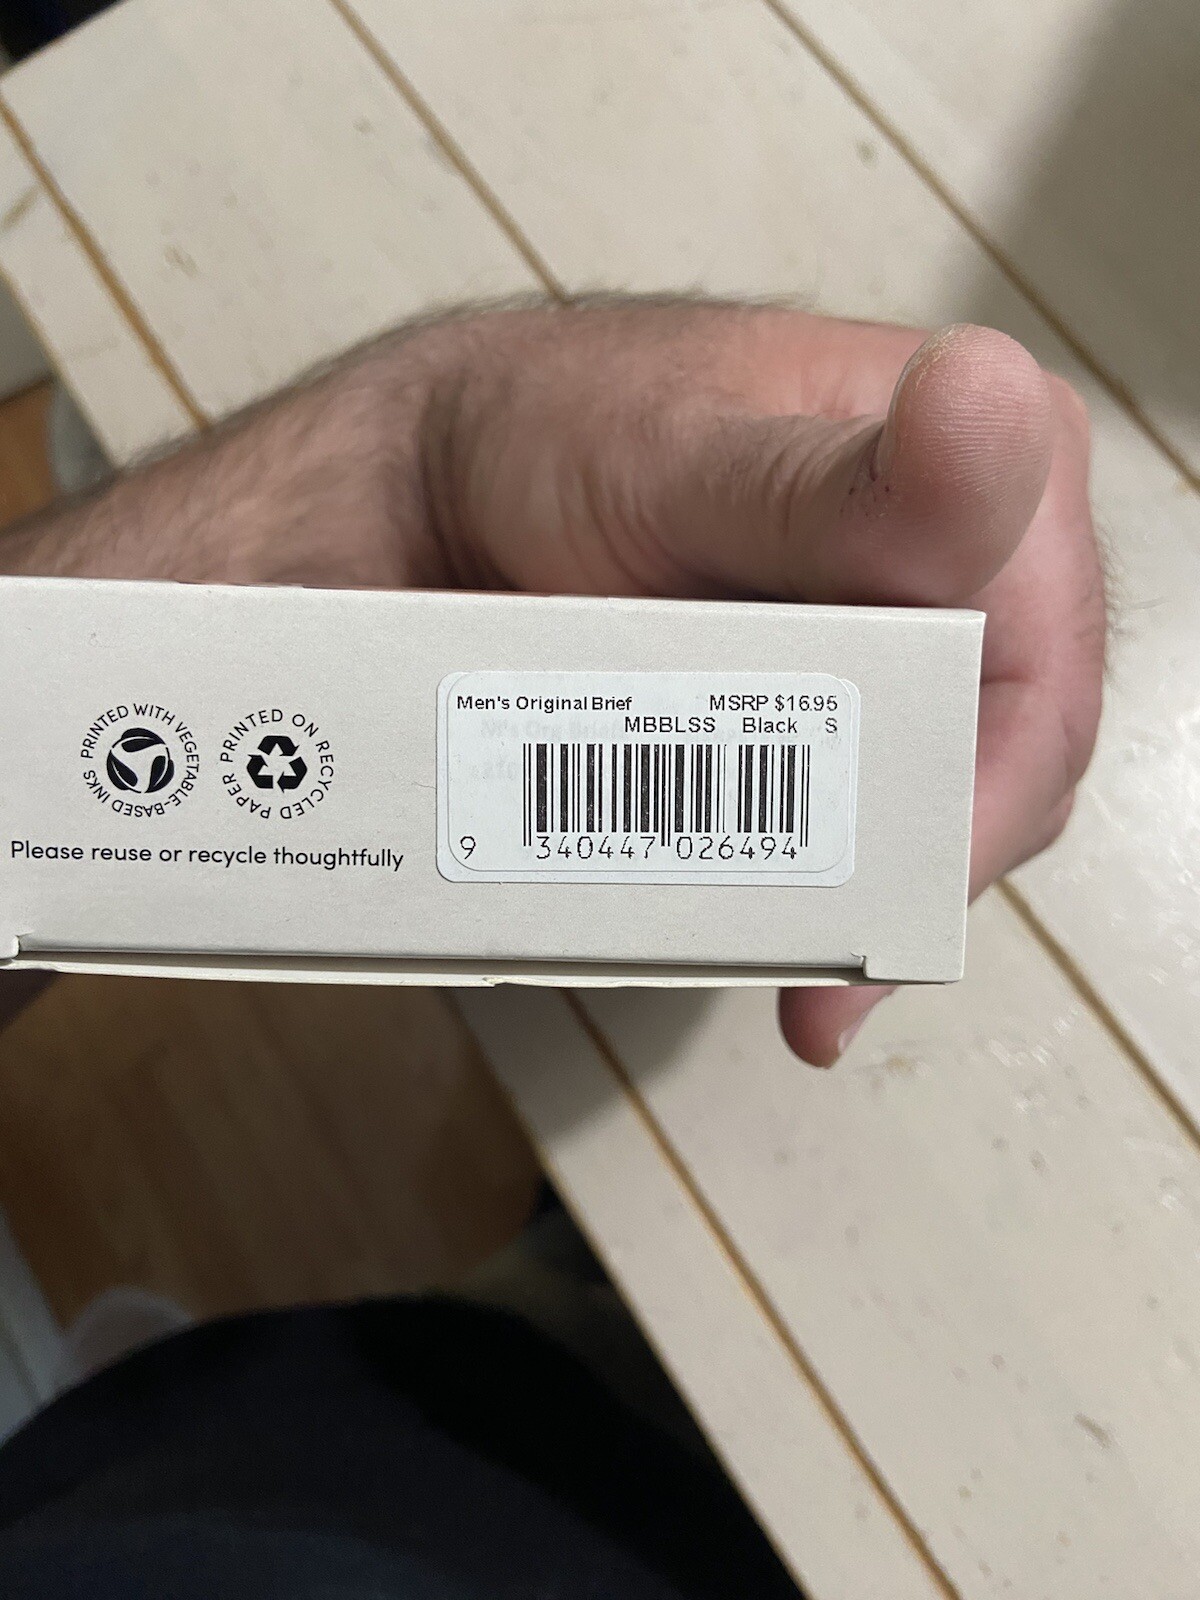 PRINTED WITH VEGETABLE-BASED INKS
PRINTED ON RECYCLED PAPER
Please reuse or recycle thoughtfully
Men's Original Brief MSRP $16.95
MBBLSS Black S
9 340447 026494